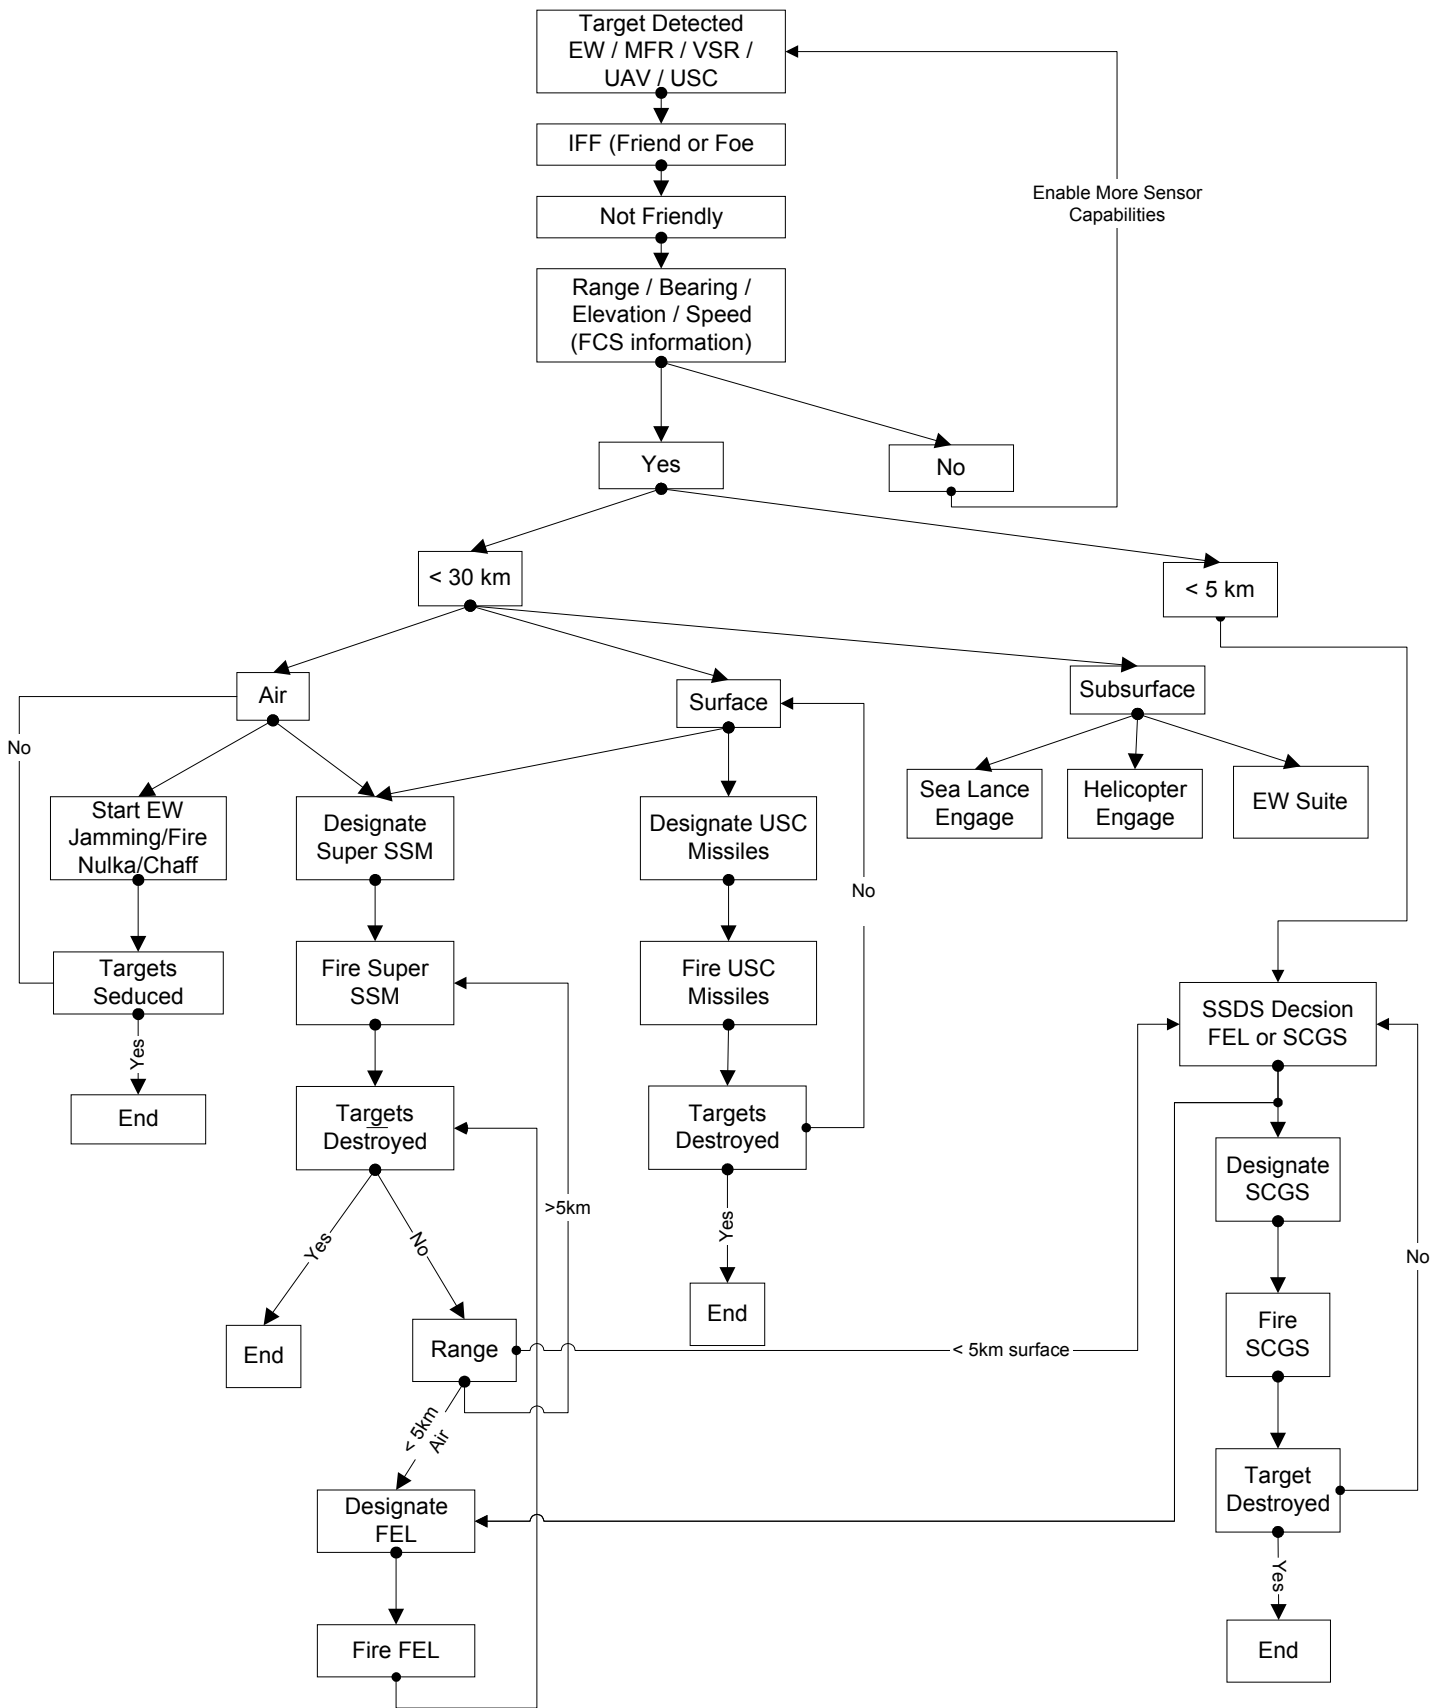 Target Detected
EW / MFR / VSR /
UAV / USC
IFF (Friend or Foe
Enable More Sensor
Capabilities
Not Friendly
Range / Bearing /
Elevation / Speed
(FCS information)
Yes
No
< 30 km
< 5 km
Air
Surface
Subsurface
No
Start EW
Jamming/Fire
Nulka/Chaff
Designate
Super SSM
Designate USC
Missiles
Sea Lance
Engage
Helicopter
Engage
EW Suite
No
Targets
Seduced
Fire Super
SSM
Fire USC
Missiles
SSDS Decsion
FEL or SCGS
Yes
End
Targets
Destroyed
Targets
Destroyed
Designate
SCGS
>5km
Yes
No
Yes
No
End
Range
End
< 5km surface
Fire
SCGS
< 5km
Air
Designate
FEL
Target
Destroyed
Yes
Fire FEL
End